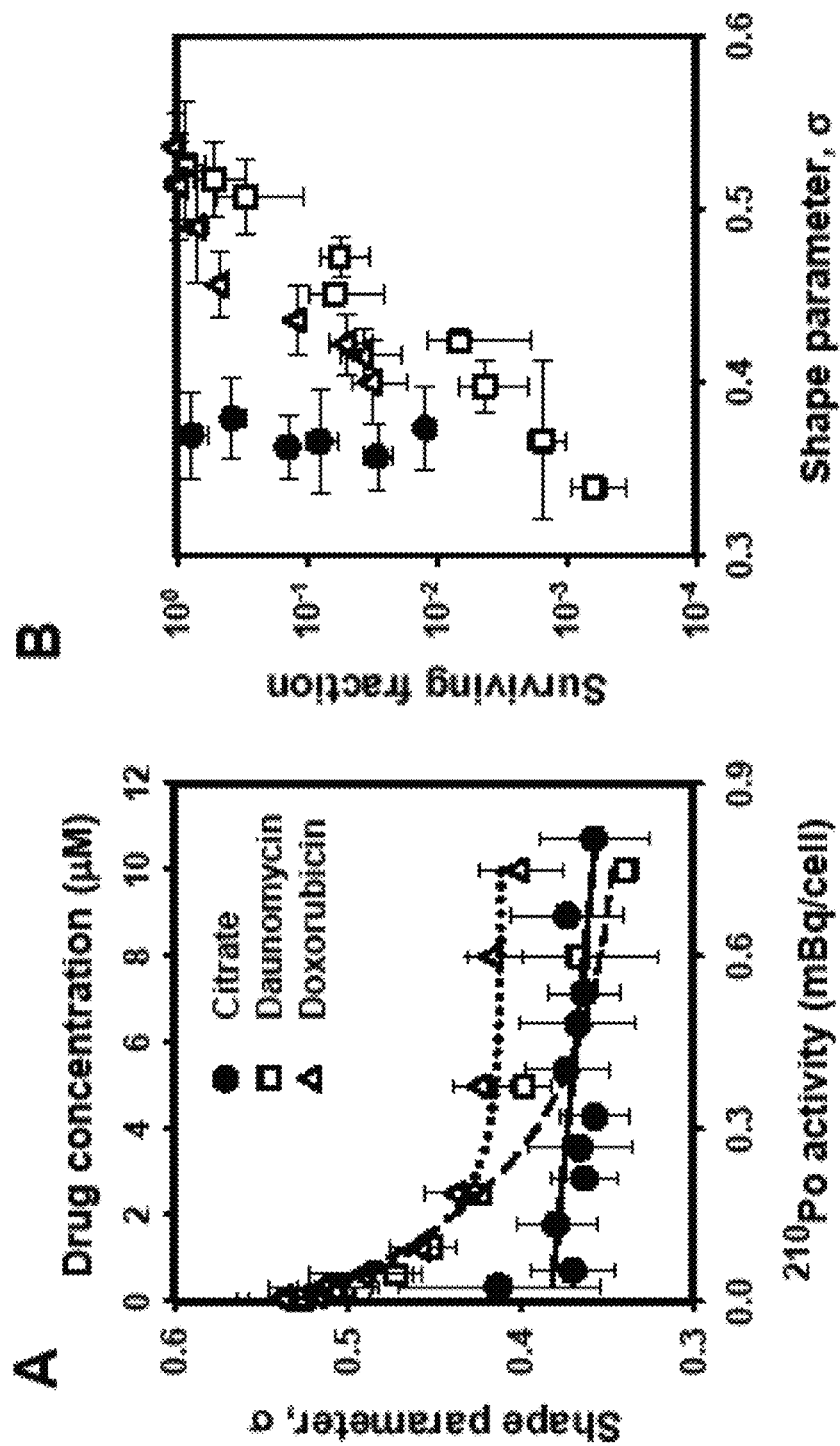 A
Drug concentration (μM)
0 2 4 6 8 10 12
0.6
0.5
0.4
0.3
Shape parameter, σ
Citrate
Daunomycin
Doxorubicin
0.0 0.3 0.6 0.9
²¹⁰Po activity (mBq/cell)
B
10⁰
10⁻¹
10⁻²
10⁻³
10⁻⁴
Surviving fraction
0.3 0.4 0.5 0.6
Shape parameter, σ